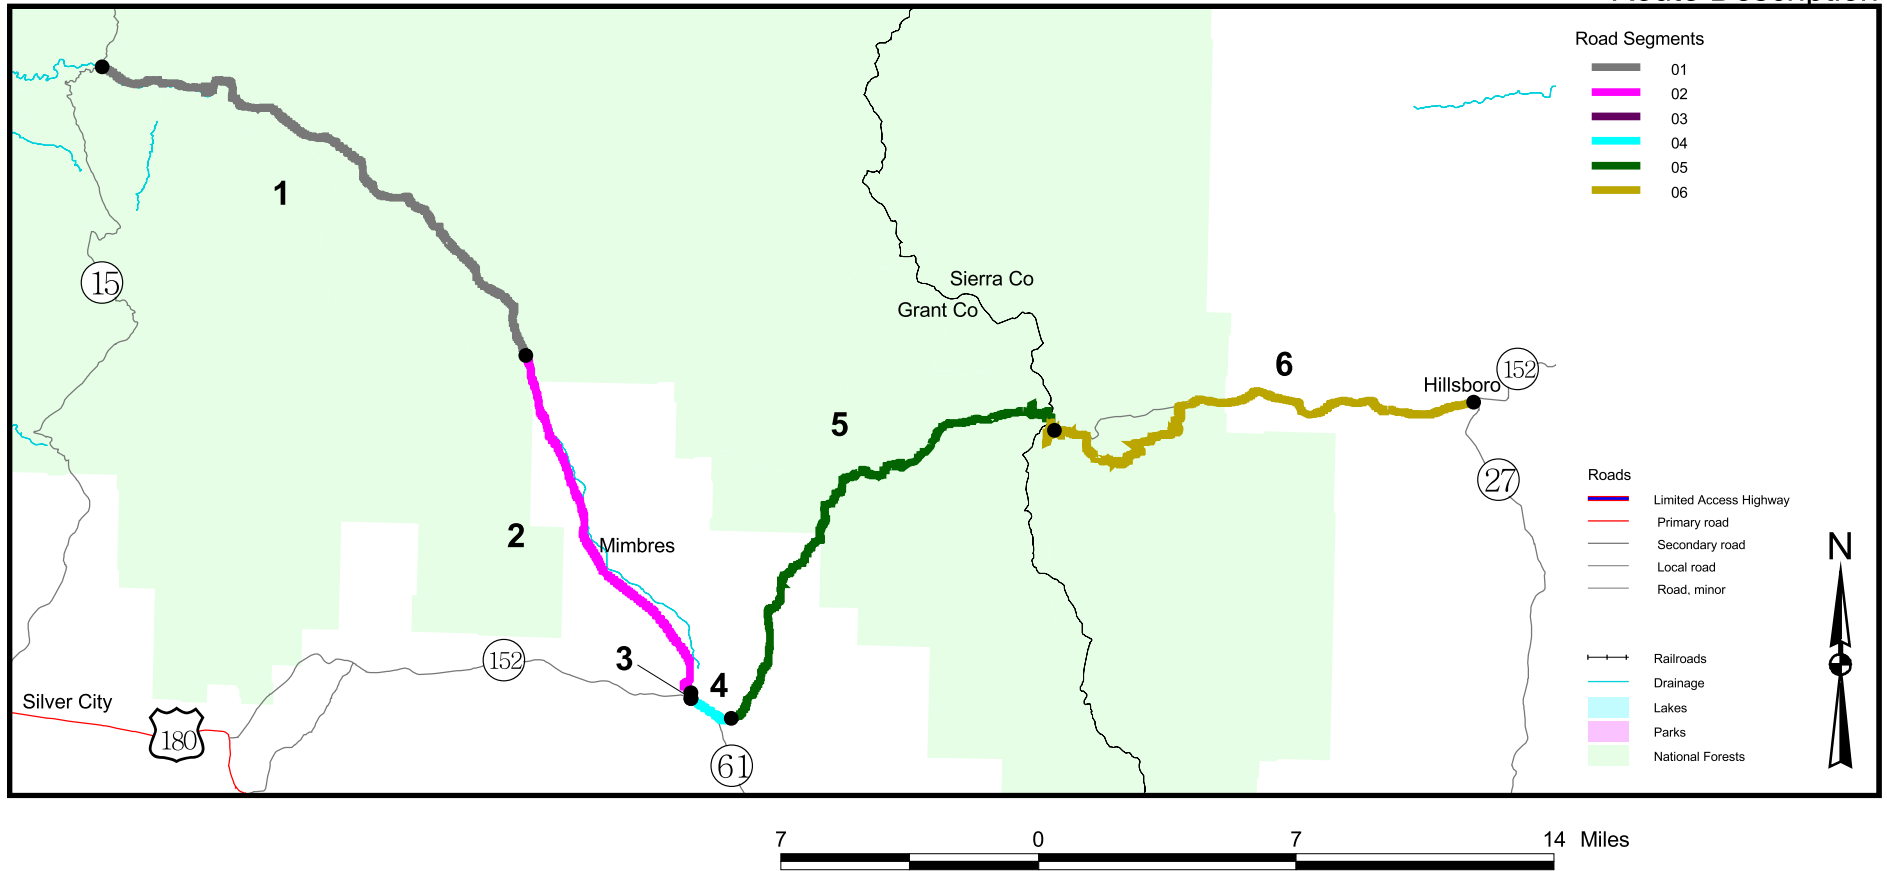 Route Description
Road Segments
01
02
03
04
05
06
1
15
Sierra Co
Grant Co
6
152
Hillsboro
5
27
2
Mimbres
3
152
4
Silver City
180
61
Roads
Limited Access Highway
Primary road
Secondary road
Local road
Road, minor
Railroads
Drainage
Lakes
Parks
National Forests
N
7 0 7 14 Miles